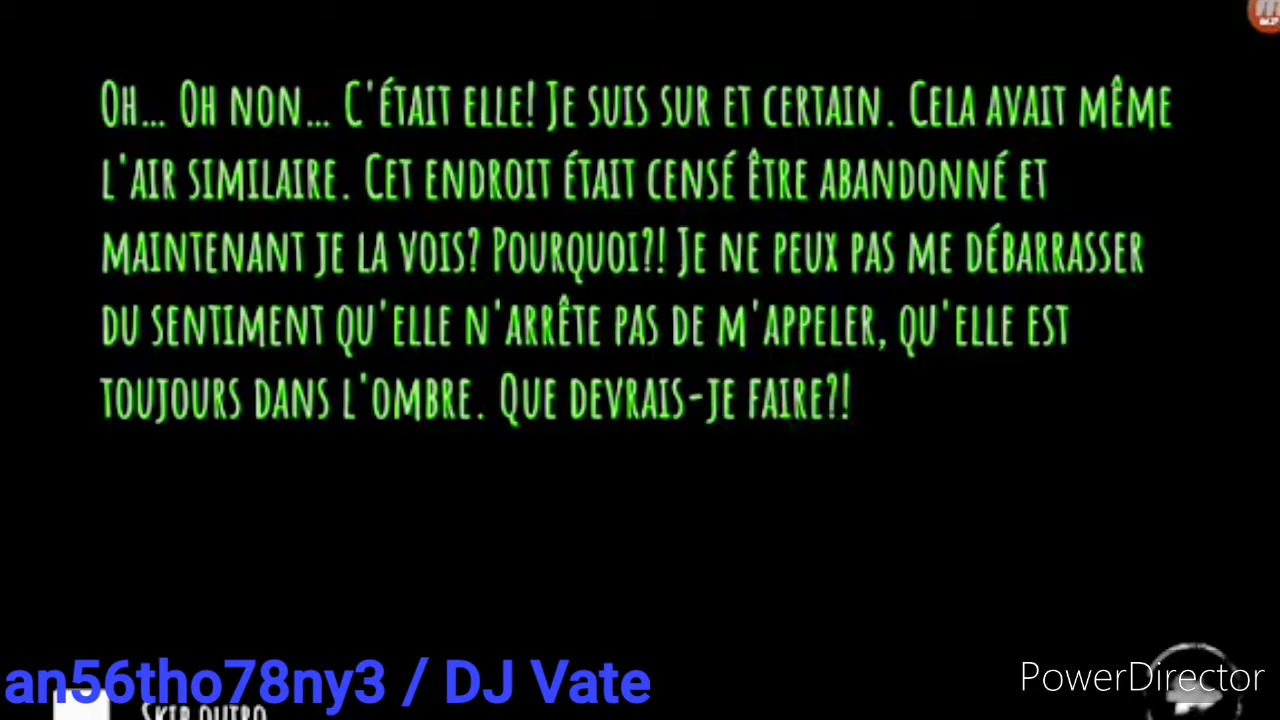 Oh... Oh non... C'était elle! Je suis sur et certain. Cela avait même
l'air similaire. Cet endroit était censé être abandonné et
maintenant je la vois? Pourquoi?! Je ne peux pas me débarrasser
du sentiment qu'elle n'arrête pas de m'appeler, qu'elle est
toujours dans l'ombre. Que devrais-je faire?!
an56tho78ny3 / DJ Vate
PowerDirector
Skip outro